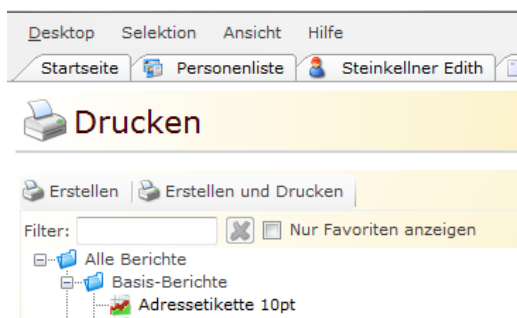 Desktop Selektion Ansicht Hilfe
Startseite Personenliste Steinkellner Edith
Drucken
Erstellen Erstellen und Drucken
Filter: Nur Favoriten anzeigen
Alle Berichte
Basis-Berichte
Adressetikette 10pt